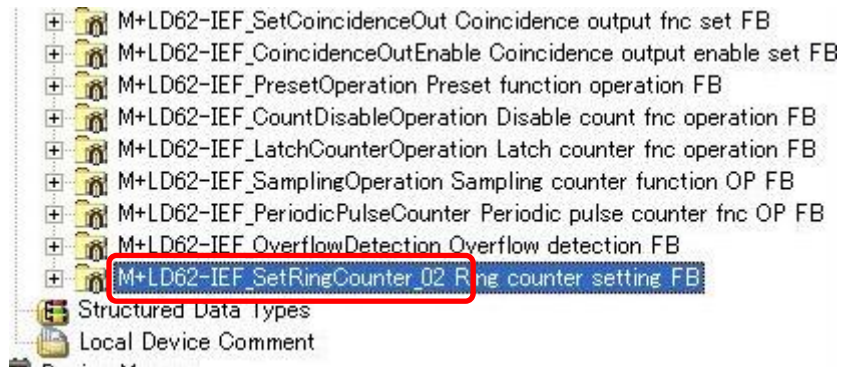 M+LD62-IEF_SetCoincidenceOut Coincidence output fnc set FB
M+LD62-IEF_CoincidenceOutEnable Coincidence output enable set FB
M+LD62-IEF_PresetOperation Preset function operation FB
M+LD62-IEF_CountDisableOperation Disable count fnc operation FB
M+LD62-IEF_LatchCounterOperation Latch counter fnc operation FB
M+LD62-IEF_SamplingOperation Sampling counter function OP FB
M+LD62-IEF_PeriodicPulseCounter Periodic pulse counter fnc OP FB
M+LD62-IEF_OverflowDetection Overflow detection FB
M+LD62-IEF_SetRingCounter_02 Ring counter setting FB
Structured Data Types
Local Device Comment